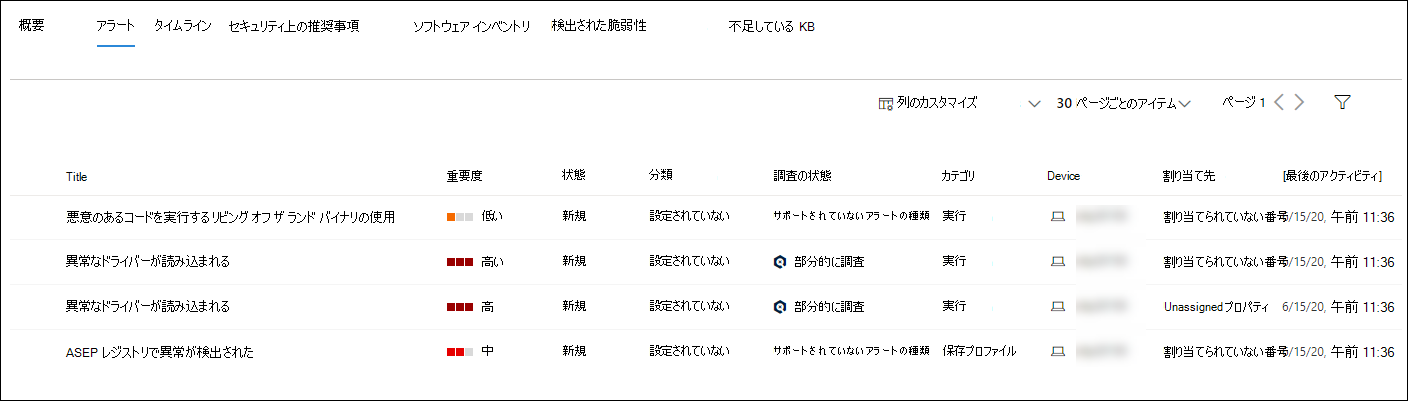 概要 アラート タイムライン セキュリティ上の推奨事項 ソフトウェア インベントリ 検出された脆弱性 不足している KB
列のカスタマイズ 30 ページごとのアイテム ページ 1
Title 重要度 状態 分類 調査の状態 カテゴリ Device 割り当て先 [最後のアクティビティ]
悪意のあるコードを実行するリビング オフ ザ ランド バイナリの使用 低い 新規 設定されていない サポートされていないアラートの種類 実行 割り当てられていない番号 /15/20, 午前 11:36
異常なドライバーが読み込まれる 高い 新規 設定されていない 部分的に調査 実行 割り当てられていない番号 /15/20, 午前 11:36
異常なドライバーが読み込まれる 高 新規 設定されていない 部分的に調査 実行 Unassignedプロパティ 6/15/20, 午前 11:36
ASEP レジストリで異常が検出された 中 新規 設定されていない サポートされていないアラートの種類 保存プロファイル 割り当てられていない番号 /15/20, 午前 11:36